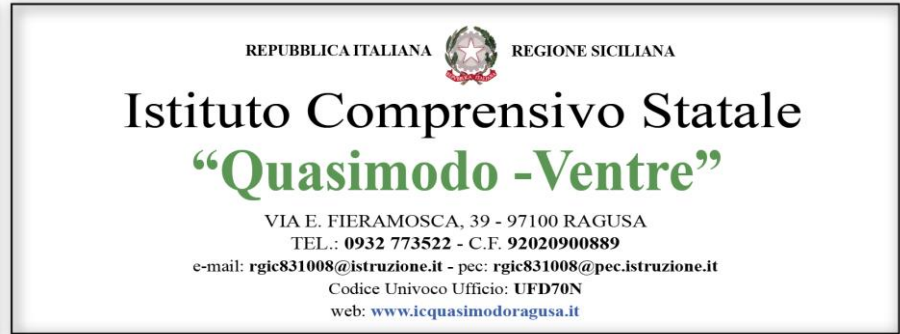 REPUBBLICA ITALIANA REGIONE SICILIANA
Istituto Comprensivo Statale
“Quasimodo -Ventre”
VIA E. FIERAMOSCA, 39 - 97100 RAGUSA
TEL.: 0932 773522 - C.F. 92020900889
e-mail: rgic831008@istruzione.it - pec: rgic831008@pec.istruzione.it
Codice Univoco Ufficio: UFD70N
web: www.icquasimodoragusa.it